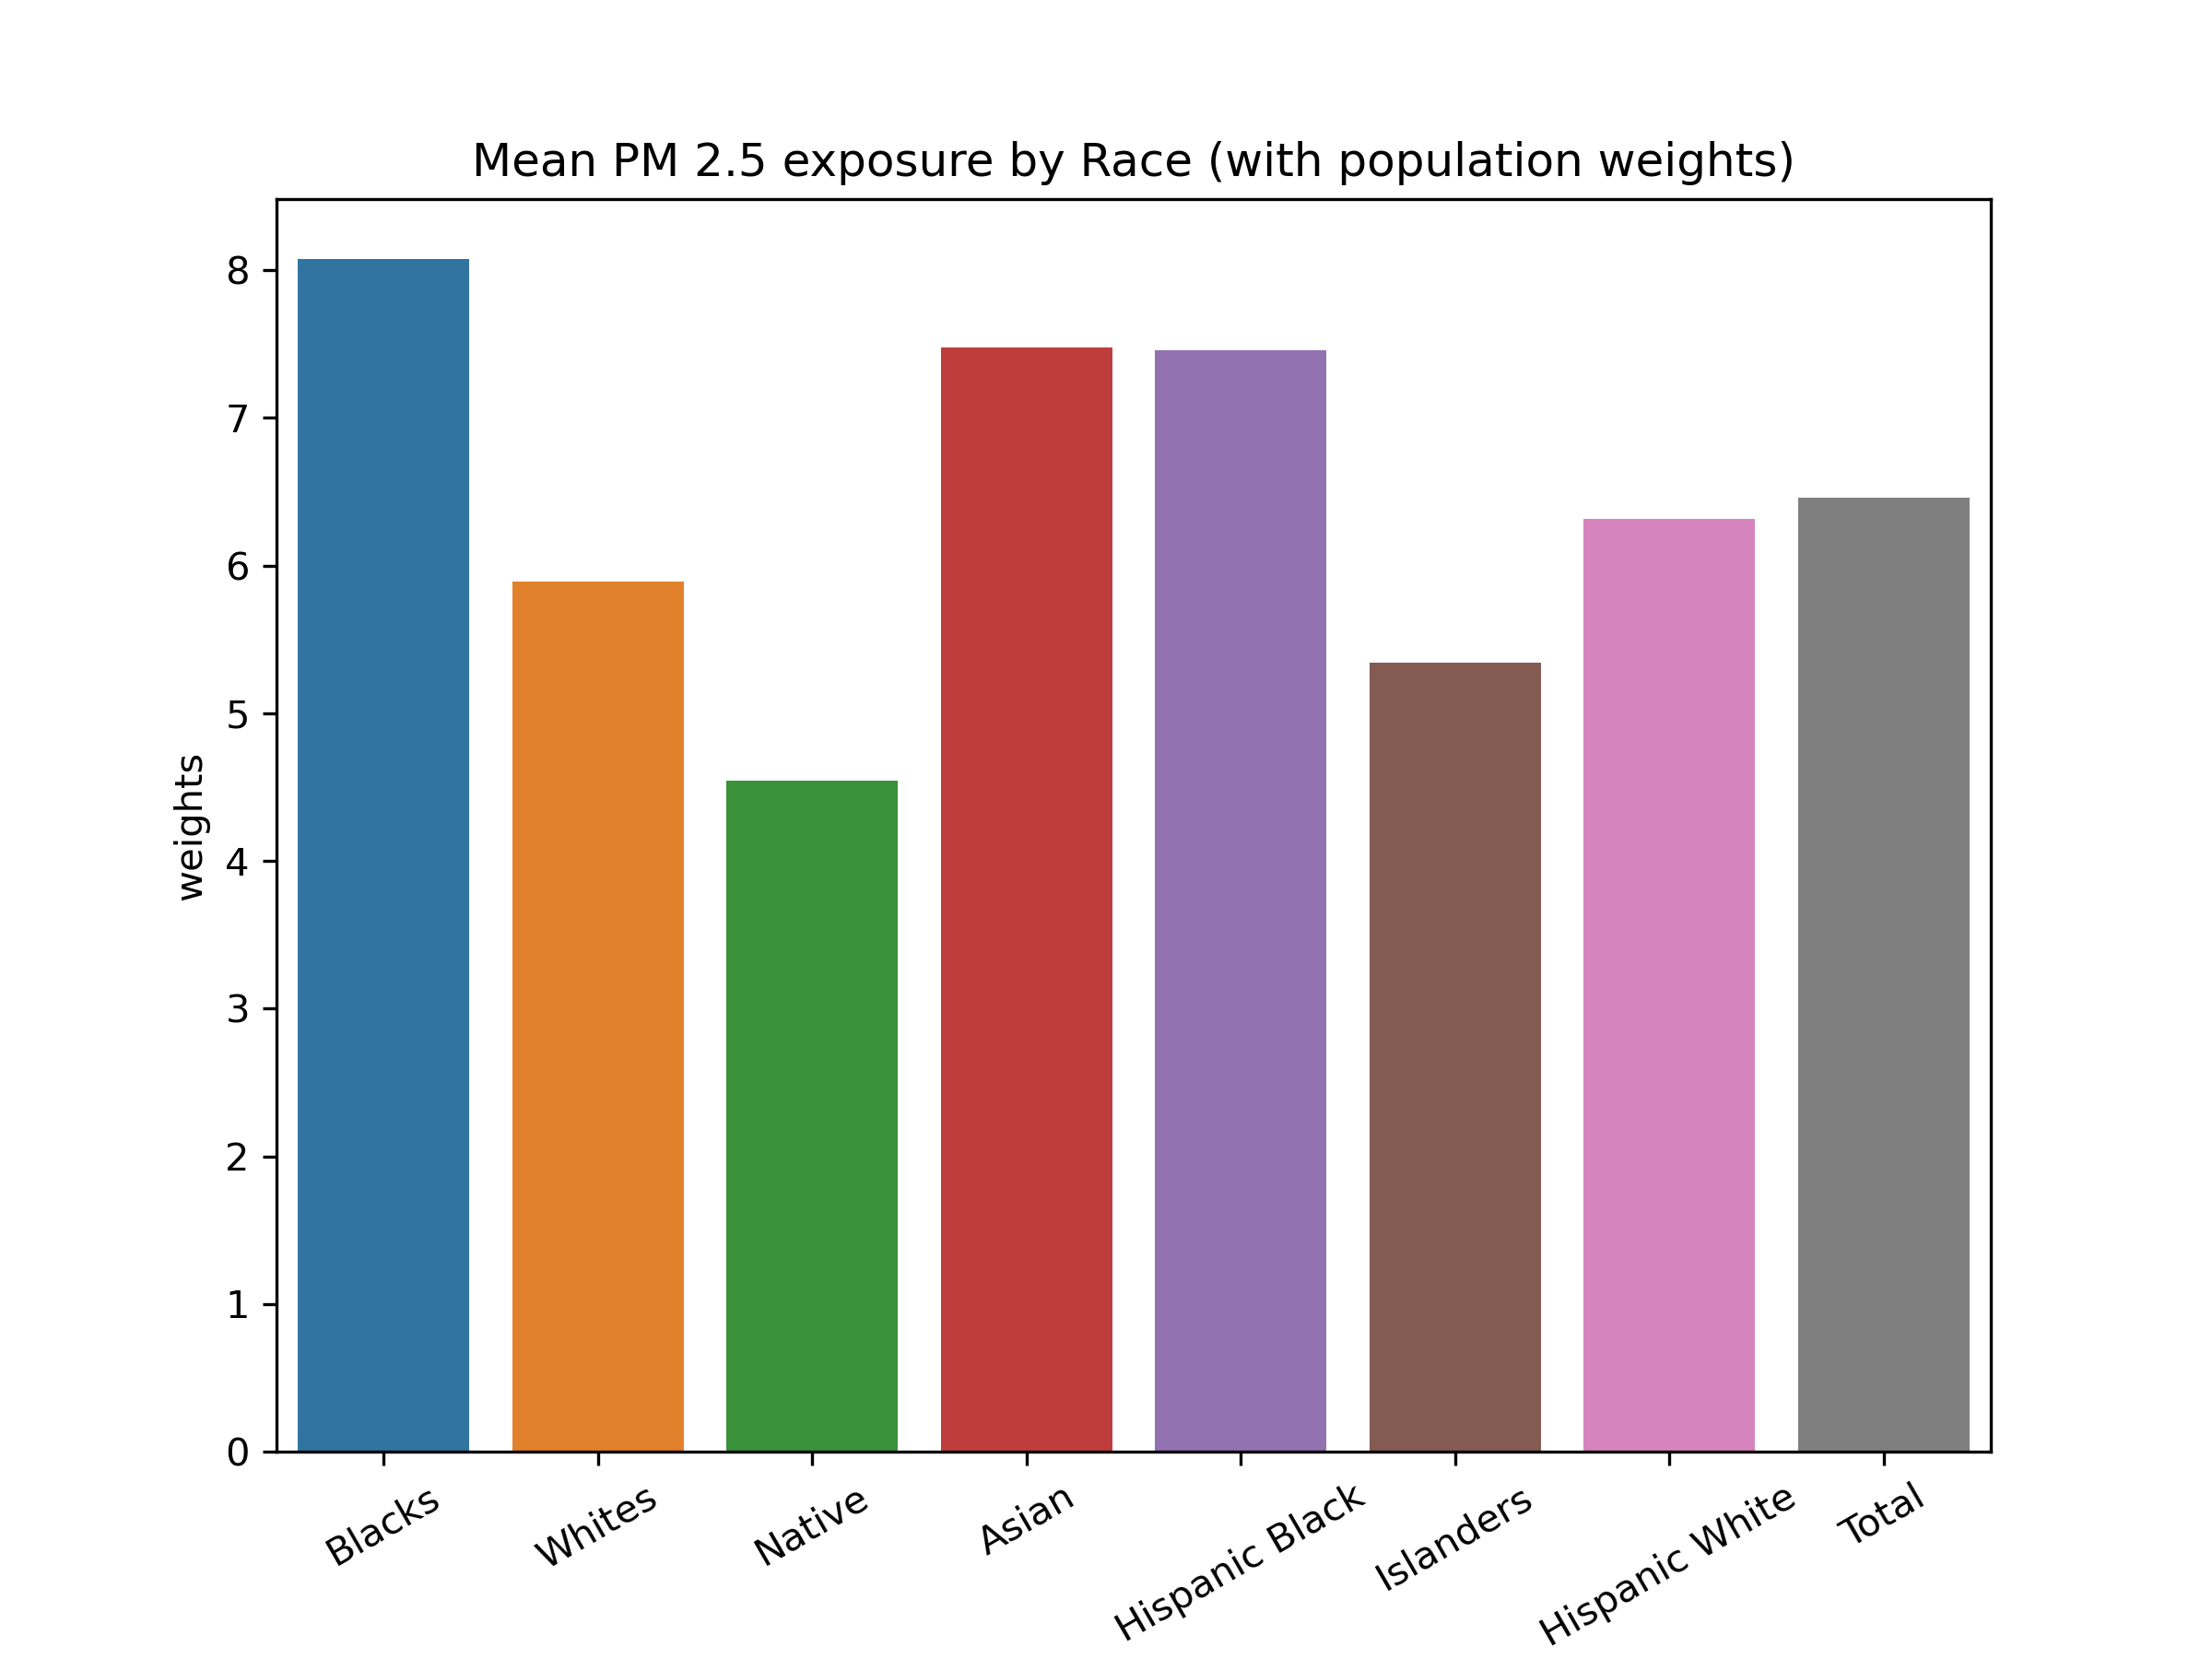 Mean PM 2.5 exposure by Race (with population weights)
weights
8
7
6
5
4
3
2
1
0
Blacks
Whites
Native
Asian
Hispanic Black
Islanders
Hispanic White
Total